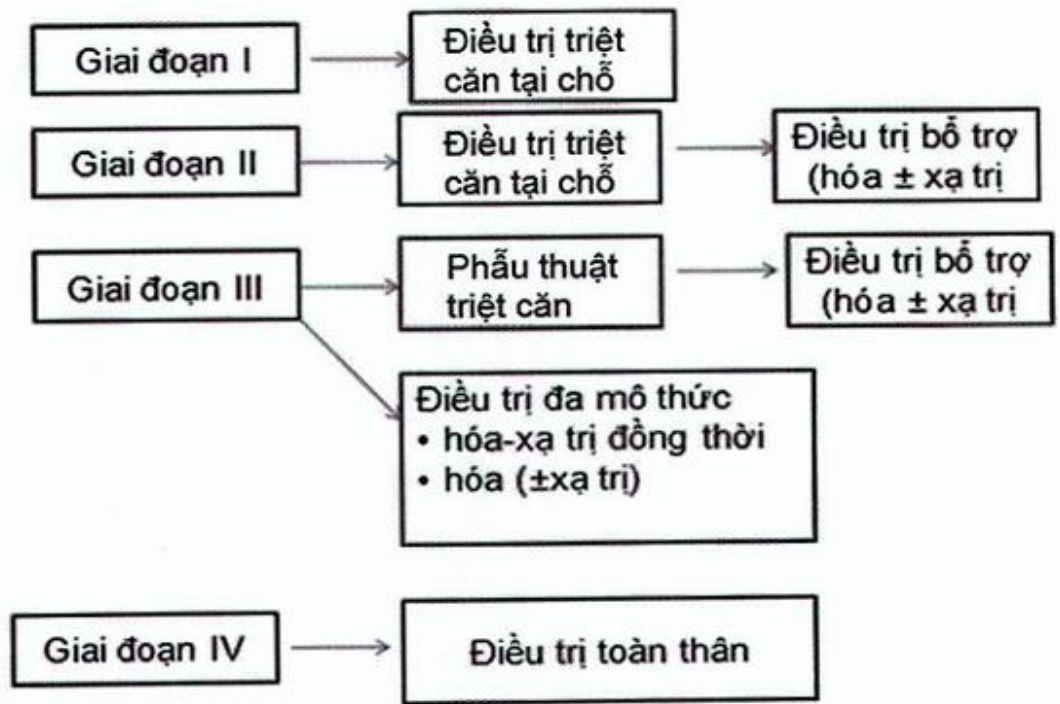 Giai đoạn I
Điều trị triệt
căn tại chỗ
Giai đoạn II
Điều trị triệt
căn tại chỗ
Điều trị bổ trợ
(hóa ± xạ trị
Giai đoạn III
Phẫu thuật
triệt căn
Điều trị bổ trợ
(hóa ± xạ trị
Điều trị đa mô thức
• hóa-xạ trị đồng thời
• hóa (±xạ trị)
Giai đoạn IV
Điều trị toàn thân